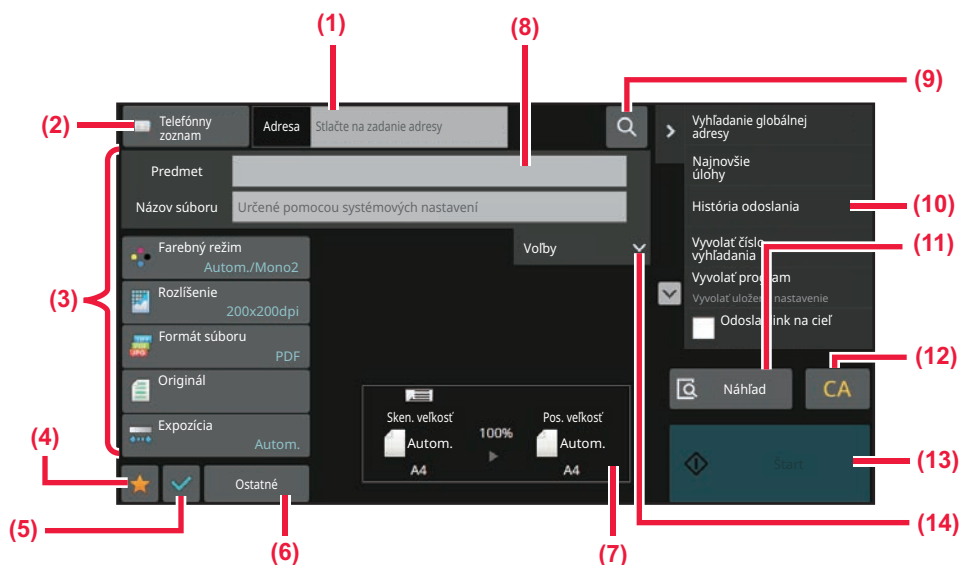 (1)
(8)
(9)
(2)
Telefónny
zoznam
Adresa
Stlačte na zadanie adresy
Predmet
Názov súboru
Určené pomocou systémových nastavení
Voľby
(3)
Farebný režim
Autom./Mono2
Rozlíšenie
200x200dpi
Formát súboru
PDF
Originál
Expozícia
Autom.
(4)
(5)
Ostatné
(6)
Sken. veľkosť
Autom.
A4
100%
Pos. veľkosť
Autom.
A4
(7)
Vyhľadanie globálnej
adresy
Najnovšie
úlohy
História odoslania
(10)
Vyvolať číslo
vyhľadania
(11)
Vyvolať program
Vyvolať uložené nastavenie
Odoslať link na cieľ
(12)
Náhľad
CA
Start
(13)
(14)